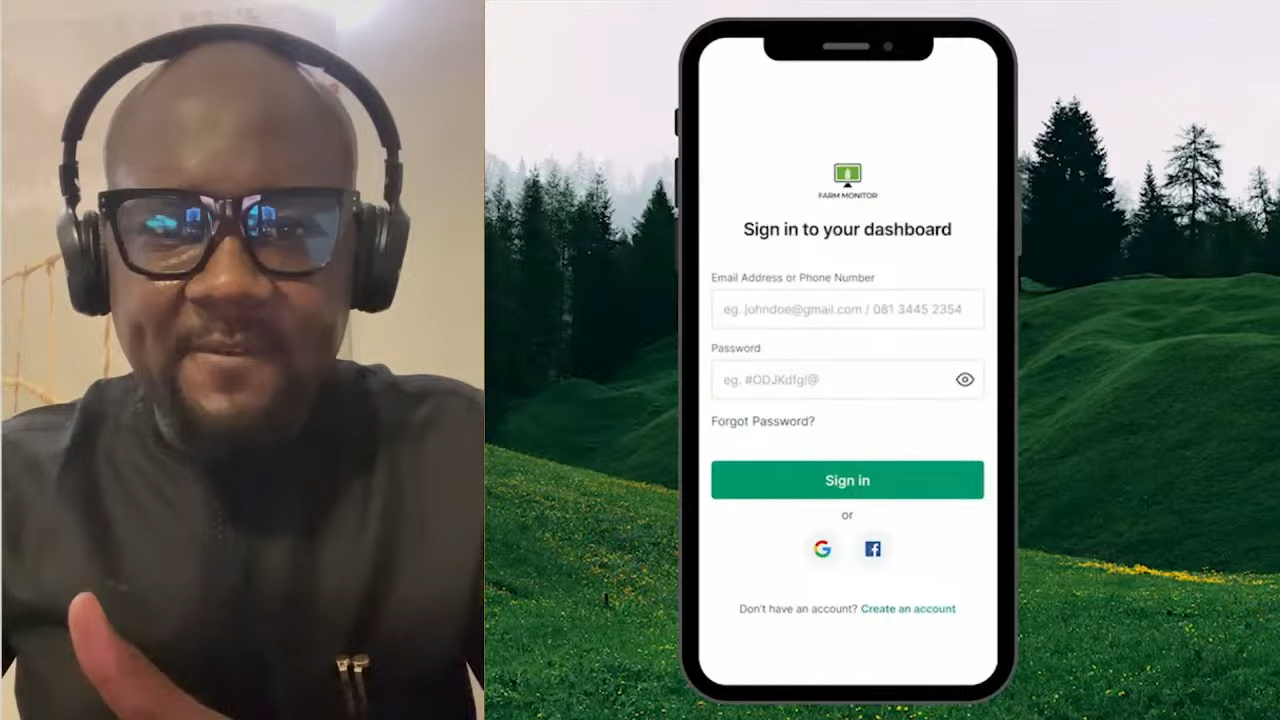 FARM MONITOR
Sign in to your dashboard
Email Address or Phone Number
eg. johndoe@gmail.com / 081 3445 2354
Password
eg. #ODJKdfg!@
Forgot Password?
Sign in
or
Don't have an account? Create an account